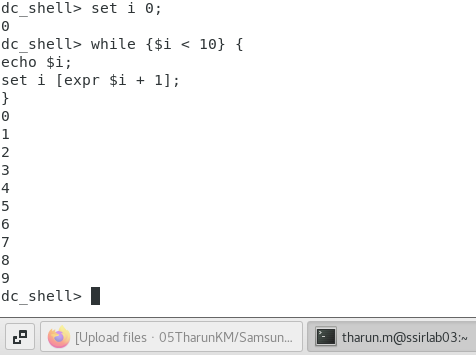 dc_shell> set i 0;
0
dc_shell> while {$i < 10} {
echo $i;
set i [expr $i + 1];
}
0
1
2
3
4
5
6
7
8
9
dc_shell>
[Upload files · 05TharunKM/Samsun...
tharun.m@ssirlab03:~